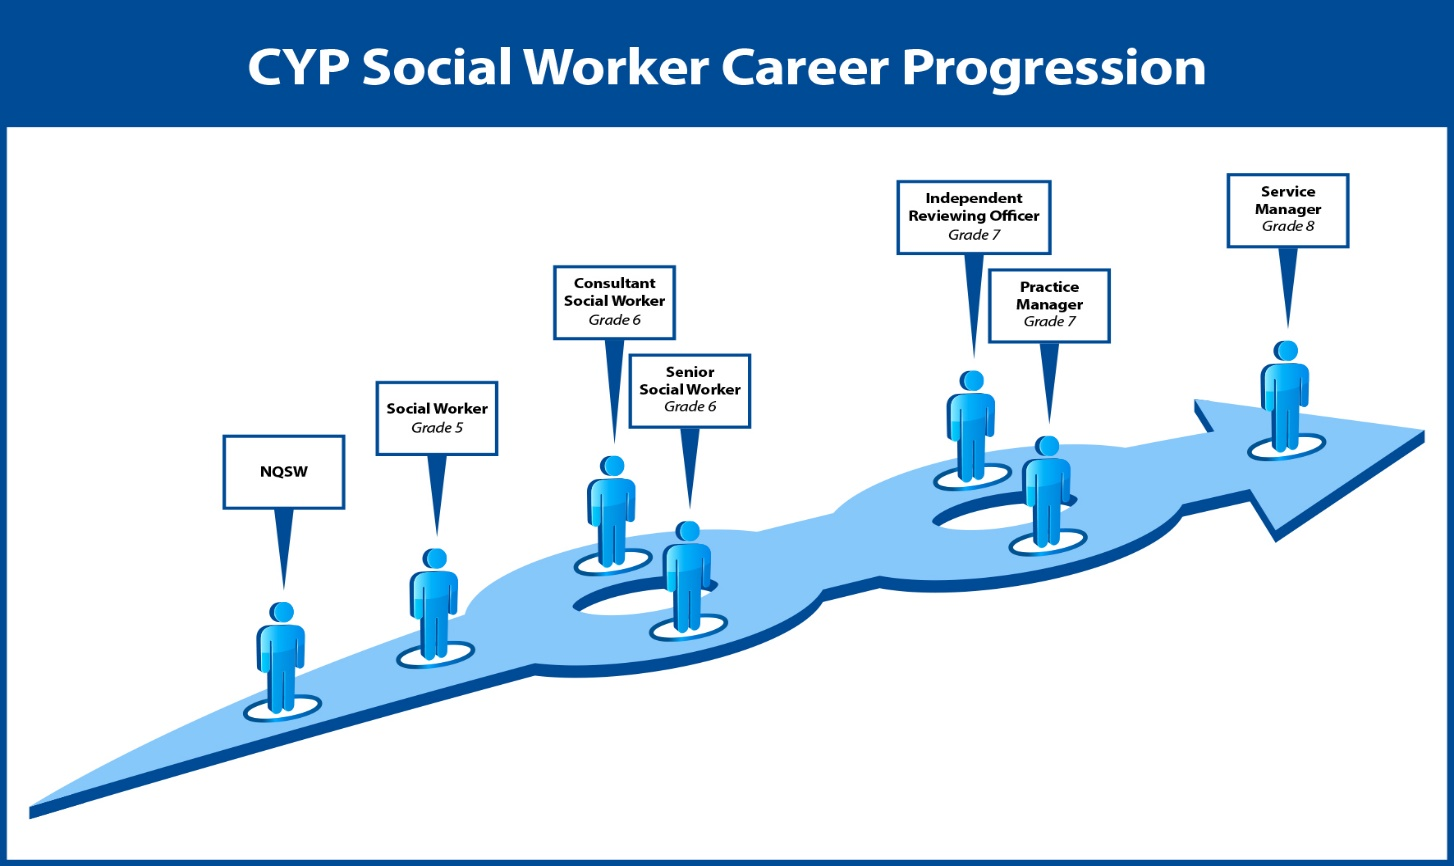 CYP Social Worker Career Progression
NQSW
Social Worker
Grade 5
Consultant
Social Worker
Grade 6
Senior
Social Worker
Grade 6
Independent
Reviewing Officer
Grade 7
Practice
Manager
Grade 7
Service
Manager
Grade 8